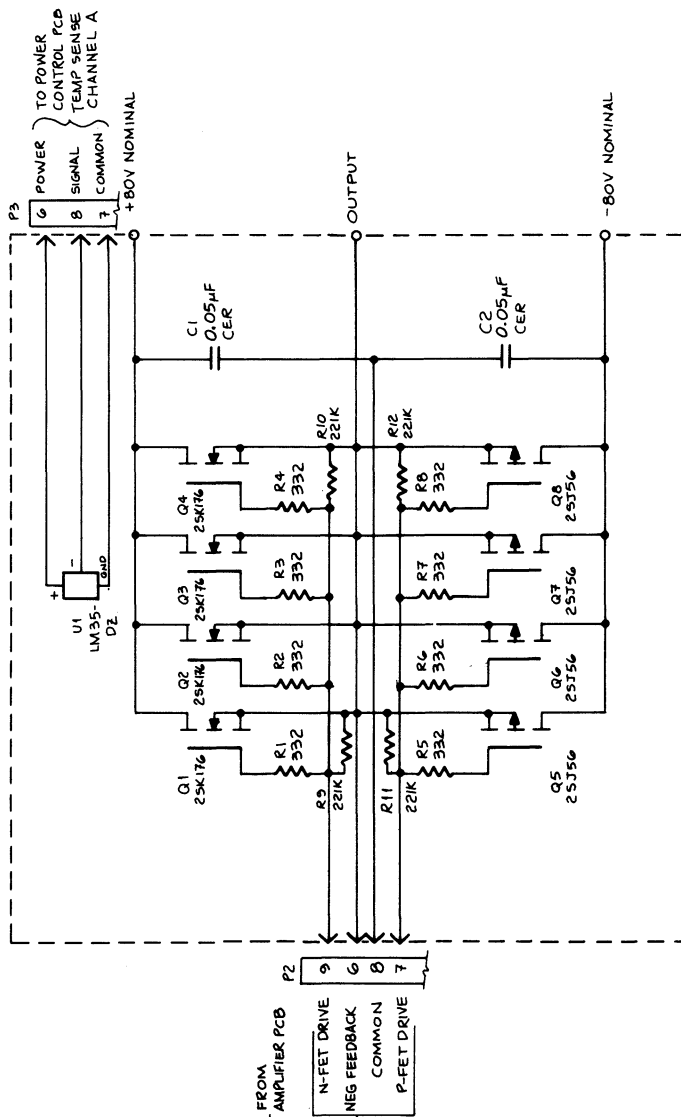 P3
6 POWER
8 SIGNAL
7 COMMON
TO POWER
CONTROL PCB
TEMP SENSE
CHANNEL A
+80V NOMINAL
OUTPUT
-80V NOMINAL
+
-
GND
U1
LM35-
DZ
C1
0.05µF
CER
C2
0.05µF
CER
Q1
2SK176
Q2
2SK176
Q3
2SK176
Q4
2SK176
R1
332
R2
332
R3
332
R4
332
R9
221K
R10
221K
R11
221K
R12
221K
R5
332
R6
332
R7
332
R8
332
Q5
2SJ56
Q6
2SJ56
Q7
2SJ56
Q8
2SJ56
FROM
AMPLIFIER PCB
P2
N-FET DRIVE 9
NEG FEEDBACK 6
COMMON 8
P-FET DRIVE 7